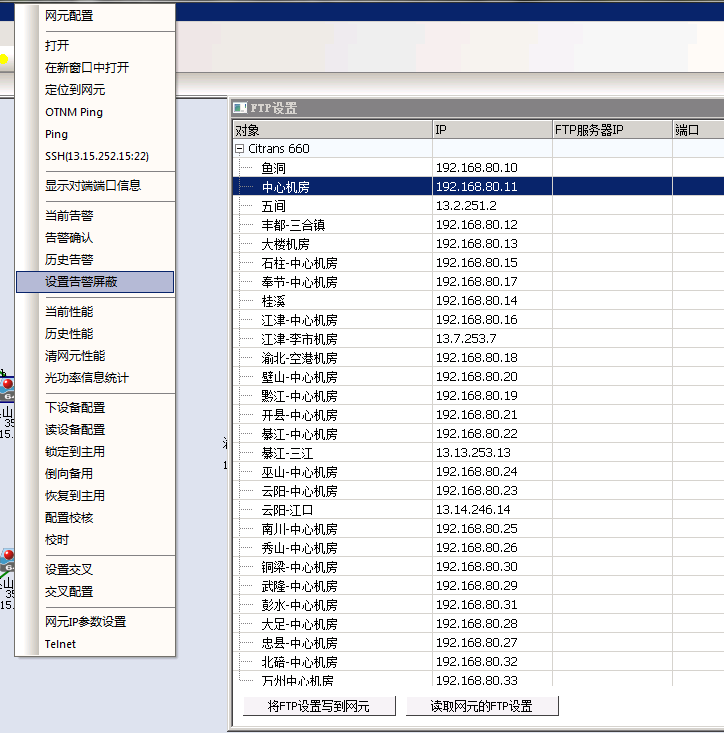 网元配置
打开
在新窗口中打开
定位到网元
OTNM Ping
Ping
SSH(13.15.252.15:22)
显示对端端口信息
当前告警
告警确认
历史告警
设置告警屏蔽
当前性能
历史性能
清网元性能
光功率信息统计
下设备配置
读设备配置
锁定到主用
倒向备用
恢复到主用
配置校核
校时
设置交叉
交叉配置
网元IP参数设置
Telnet
FTP设置
对象 IP FTP服务器IP 端口
Citrans 660
鱼洞 192.168.80.10
中心机房 192.168.80.11
五间 13.2.251.2
丰都-三合镇 192.168.80.12
大楼机房 192.168.80.13
石柱-中心机房 192.168.80.15
奉节-中心机房 192.168.80.17
桂溪 192.168.80.14
江津-中心机房 192.168.80.16
江津-李市机房 13.7.253.7
渝北-空港机房 192.168.80.18
壁山-中心机房 192.168.80.20
黔江-中心机房 192.168.80.19
开县-中心机房 192.168.80.21
綦江-中心机房 192.168.80.22
綦江-三江 13.13.253.13
巫山-中心机房 192.168.80.24
云阳-中心机房 192.168.80.23
云阳-江口 13.14.246.14
南川-中心机房 192.168.80.25
秀山-中心机房 192.168.80.26
铜梁-中心机房 192.168.80.30
武隆-中心机房 192.168.80.29
彭水-中心机房 192.168.80.31
大足-中心机房 192.168.80.28
忠县-中心机房 192.168.80.27
北碚-中心机房 192.168.80.32
万州中心机房 192.168.80.33
将FTP设置写到网元 读取网元的FTP设置